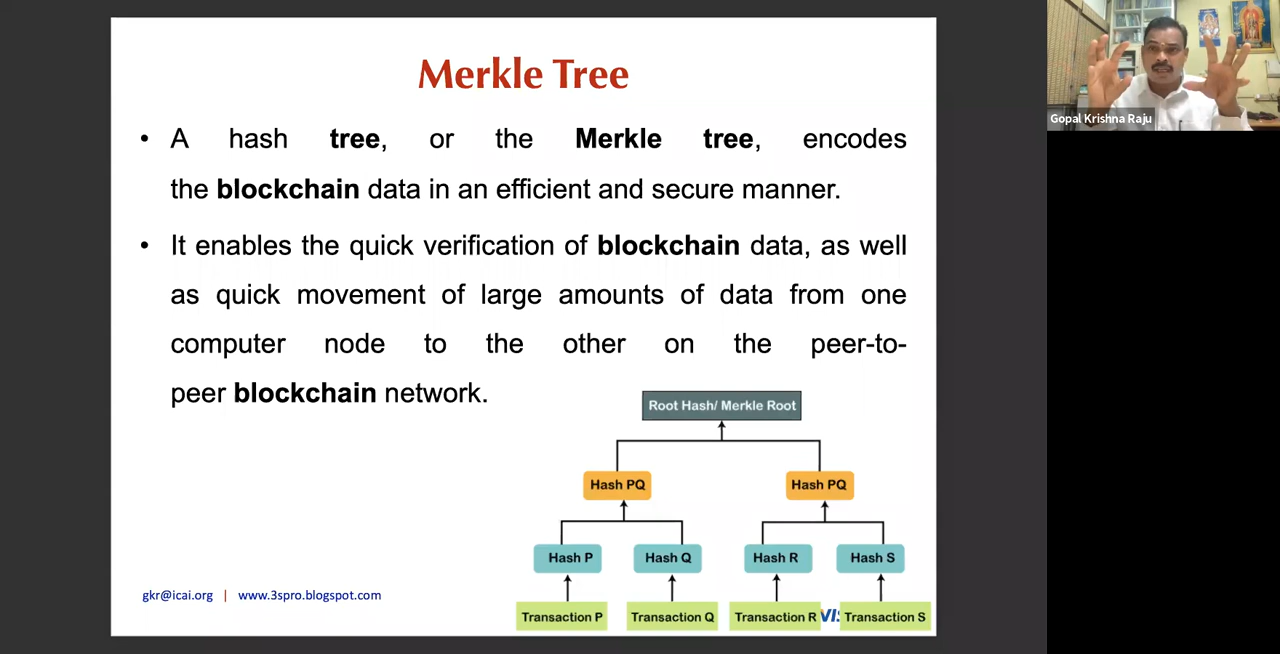 Merkle Tree
• A hash tree, or the Merkle tree, encodes
the blockchain data in an efficient and secure manner.
• It enables the quick verification of blockchain data, as well
as quick movement of large amounts of data from one
computer node to the other on the peer-to-
peer blockchain network.
Root Hash/ Merkle Root
Hash PQ Hash PQ
Hash P Hash Q Hash R Hash S
Transaction P Transaction Q Transaction R Transaction S
gkr@icai.org | www.3spro.blogspot.com
Gopal Krishna Raju